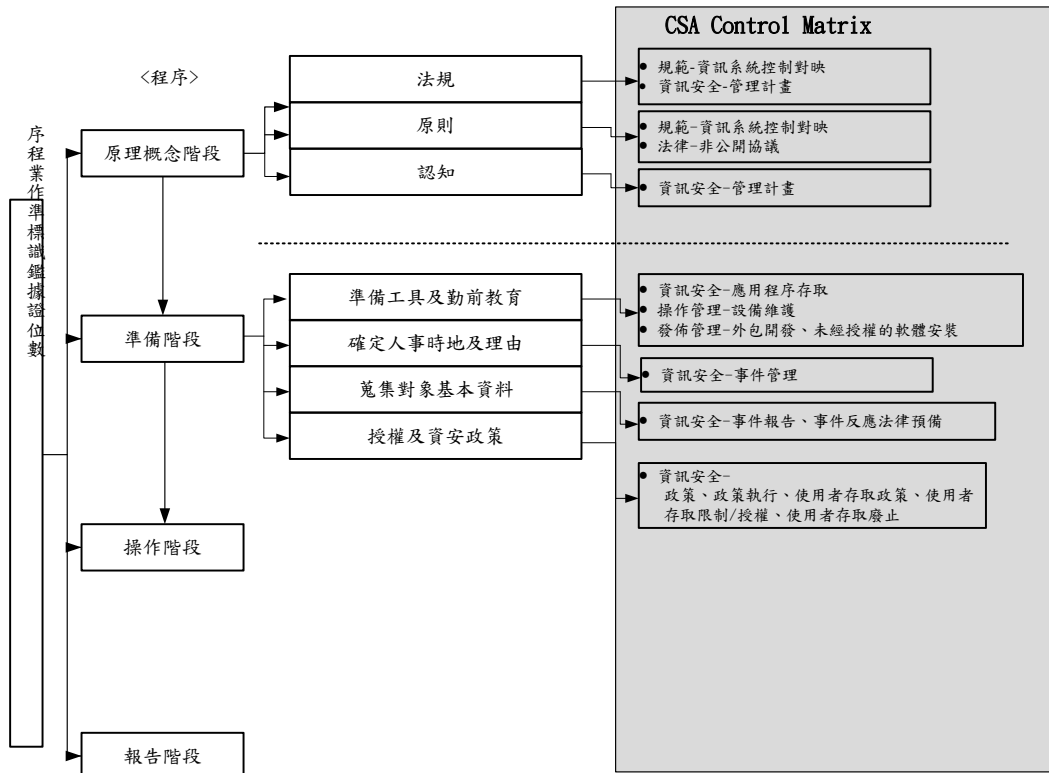 CSA Control Matrix
<程序>
序程業作準標識鑑據證位數
原理概念階段
準備階段
操作階段
報告階段
法規
原則
認知
準備工具及勤前教育
確定人事時地及理由
蒐集對象基本資料
授權及資安政策
• 規範-資訊系統控制對映
• 資訊安全-管理計畫
• 規範-資訊系統控制對映
• 法律-非公開協議
• 資訊安全-管理計畫
• 資訊安全-應用程序存取
• 操作管理-設備維護
• 發佈管理-外包開發、未經授權的軟體安裝
• 資訊安全-事件管理
• 資訊安全-事件報告、事件反應法律預備
• 資訊安全-
政策、政策執行、使用者存取政策、使用者
存取限制/授權、使用者存取廢止